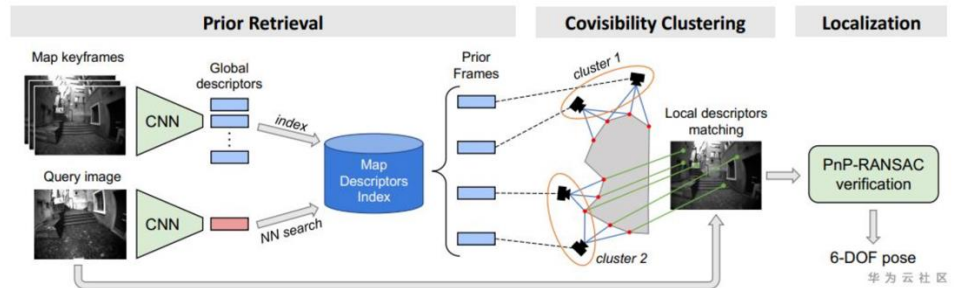 Prior Retrieval
Covisibility Clustering
Localization
Map keyframes
Global
descriptors
CNN
index
Query image
CNN
NN search
Map
Descriptors
Index
Prior
Frames
cluster 1
cluster 2
Local descriptors
matching
PnP-RANSAC
verification
6-DOF pose
华为云社区